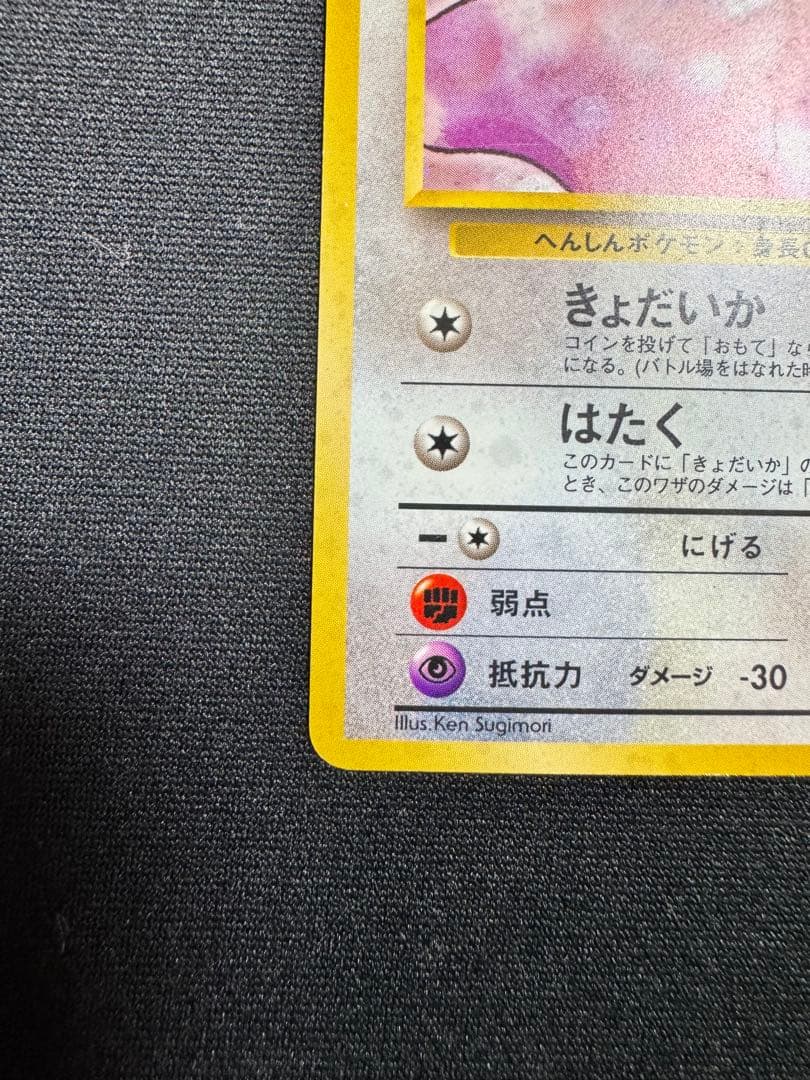 へんしんポケモン 身長
きょだいか
コインを投げて「おもて」なら
になる。(バトル場をはなれた時
はたく
このカードに「きょだいか」の
とき、このワザのダメージは「
にげる
弱点
抵抗力 ダメージ -30
Illus. Ken Sugimori